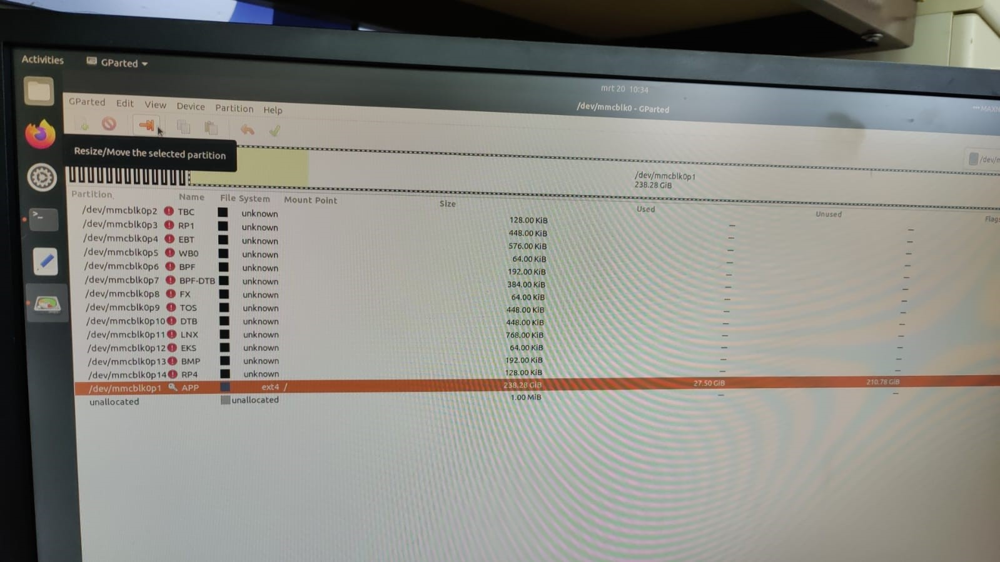 Activities GParted
mrt 20 10:34
/dev/mmcblk0 - GParted
GParted Edit View Device Partition Help
Resize/Move the selected partition
/dev/mmcblk0p1
238.28 GiB
Partition Name File System Mount Point Size Used Unused Flags
/dev/mmcblk0p2 TBC unknown 128.00 KiB — —
/dev/mmcblk0p3 RP1 unknown 448.00 KiB — —
/dev/mmcblk0p4 EBT unknown 576.00 KiB — —
/dev/mmcblk0p5 WB0 unknown 64.00 KiB — —
/dev/mmcblk0p6 BPF unknown 192.00 KiB — —
/dev/mmcblk0p7 BPF-DTB unknown 384.00 KiB — —
/dev/mmcblk0p8 FX unknown 64.00 KiB — —
/dev/mmcblk0p9 TOS unknown 448.00 KiB — —
/dev/mmcblk0p10 DTB unknown 448.00 KiB — —
/dev/mmcblk0p11 LNX unknown 768.00 KiB — —
/dev/mmcblk0p12 EKS unknown 64.00 KiB — —
/dev/mmcblk0p13 BMP unknown 192.00 KiB — —
/dev/mmcblk0p14 RP4 unknown 128.00 KiB — —
/dev/mmcblk0p1 APP ext4 / 238.28 GiB 27.50 GiB 210.78 GiB
unallocated unallocated 1.00 MiB — —